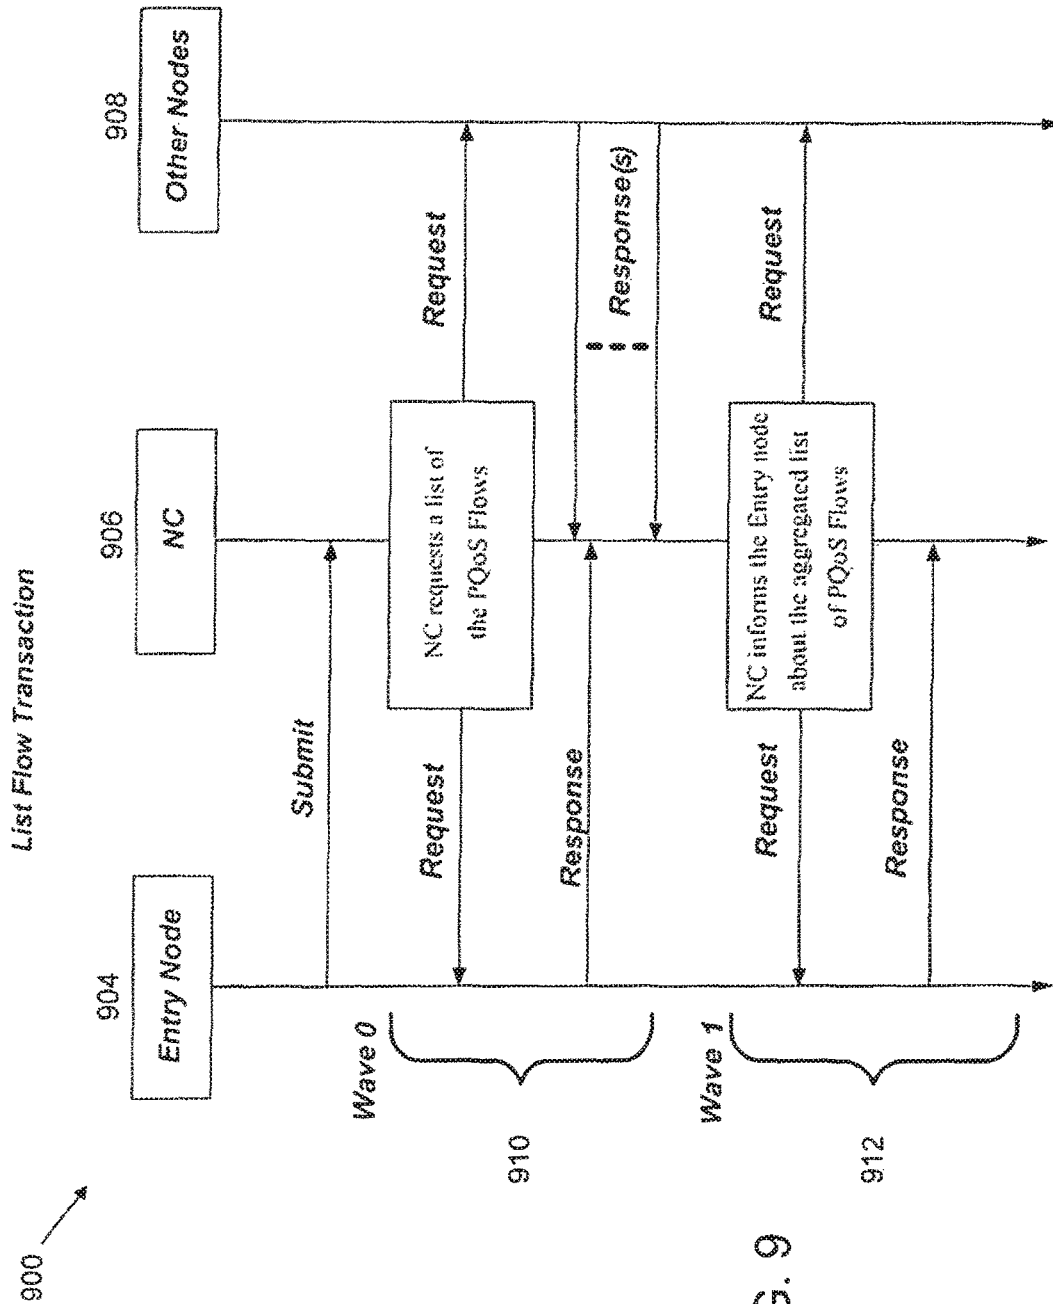 List Flow Transaction
900
904
906
908
Entry Node
NC
Other Nodes
Submit
Wave 0
910
Request
NC requests a list of
the PQoS Flows
Request
Response
Response(s)
Wave 1
912
Request
NC informs the Entry node
about the aggregated list
of PQoS Flows
Request
Response
G. 9